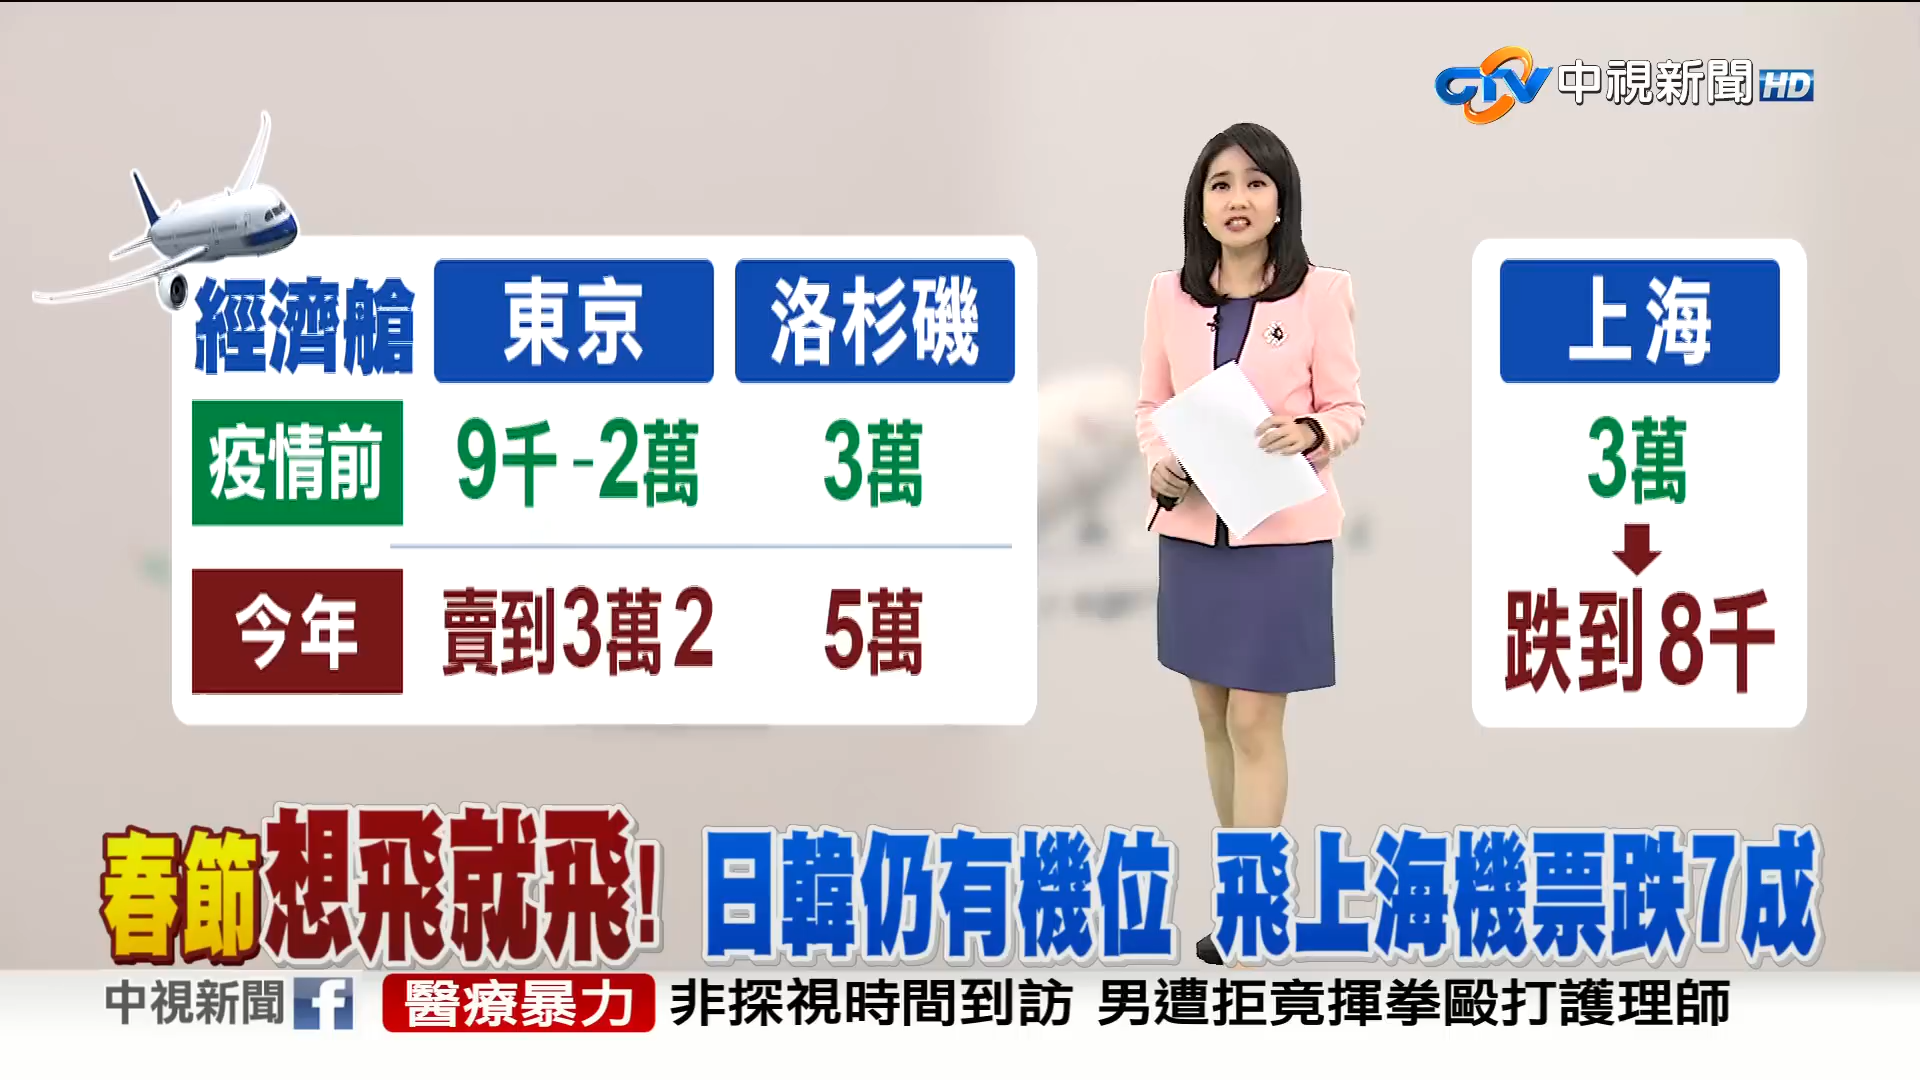 CTV 中視新聞 HD
經濟艙 東京 洛杉磯
疫情前 9千-2萬 3萬
今年 賣到3萬2 5萬
上海
3萬
跌到8千
春節想飛就飛! 日韓仍有機位 飛上海機票跌7成
中視新聞 f 醫療暴力 非探視時間到訪 男遭拒竟揮拳毆打護理師